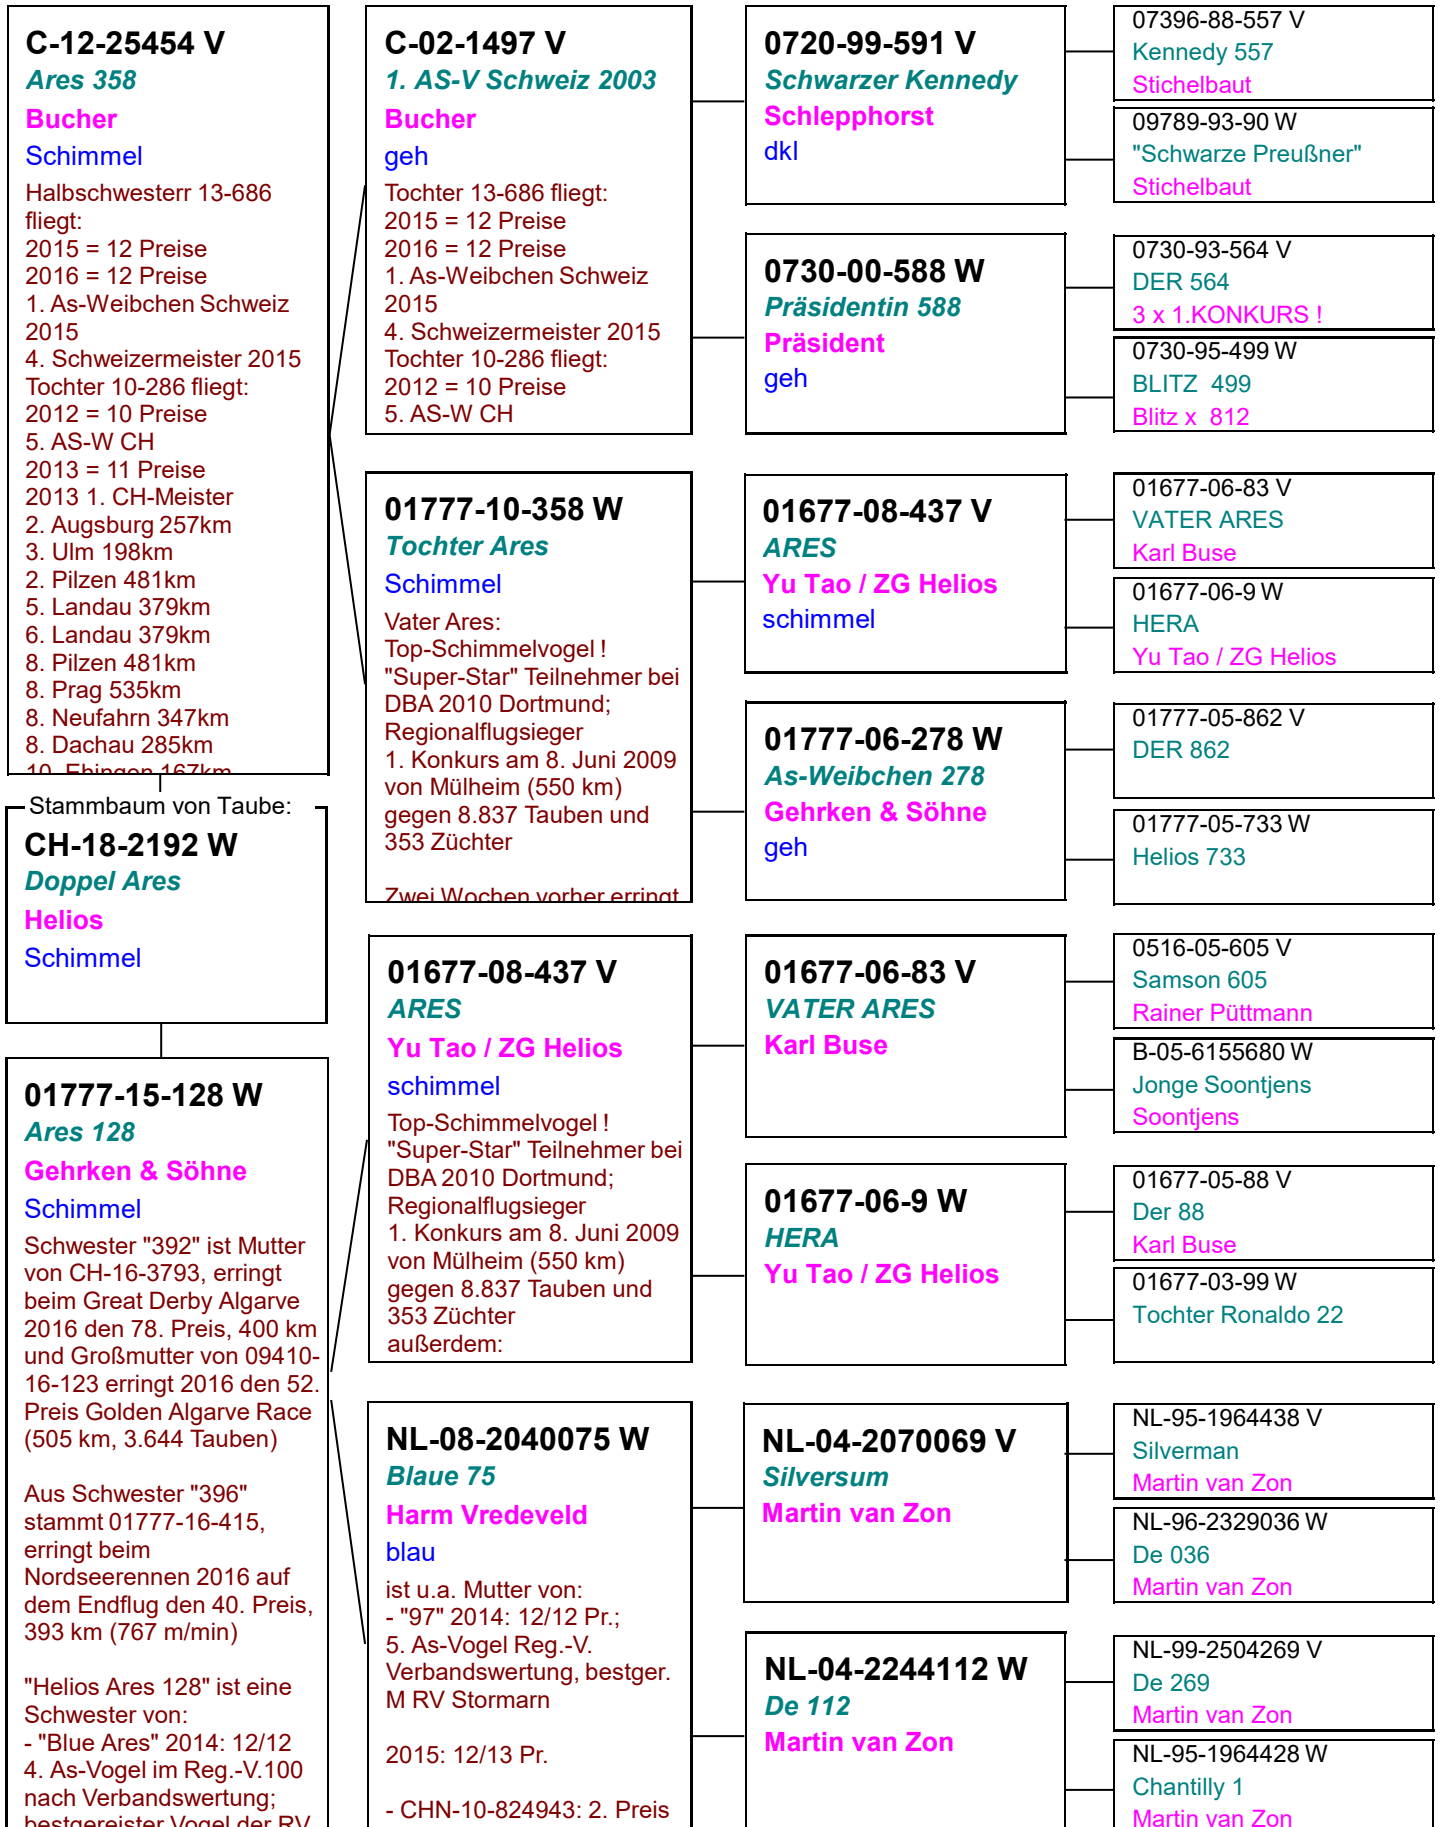 C-12-25454 V
Ares 358
Bucher
Schimmel
Halbschwesterr 13-686
fliegt:
2015 = 12 Preise
2016 = 12 Preise
1. As-Weibchen Schweiz
2015
4. Schweizermeister 2015
Tochter 10-286 fliegt:
2012 = 10 Preise
5. AS-W CH
2013 = 11 Preise
2013 1. CH-Meister
2. Augsburg 257km
3. Ulm 198km
2. Pilzen 481km
5. Landau 379km
6. Landau 379km
8. Pilzen 481km
8. Prag 535km
8. Neufahrn 347km
8. Dachau 285km
10. Ehingen 167km
Stammbaum von Taube:
CH-18-2192 W
Doppel Ares
Helios
Schimmel
01777-15-128 W
Ares 128
Gehrken & Söhne
Schimmel
Schwester "392" ist Mutter
von CH-16-3793, erringt
beim Great Derby Algarve
2016 den 78. Preis, 400 km
und Großmutter von 09410-
16-123 erringt 2016 den 52.
Preis Golden Algarve Race
(505 km, 3.644 Tauben)
Aus Schwester "396"
stammt 01777-16-415,
erringt beim
Nordseerennen 2016 auf
dem Endflug den 40. Preis,
393 km (767 m/min)
"Helios Ares 128" ist eine
Schwester von:
- "Blue Ares" 2014: 12/12
4. As-Vogel im Reg.-V.100
nach Verbandswertung;
bestgereister Vogel der RV
C-02-1497 V
1. AS-V Schweiz 2003
Bucher
geh
Tochter 13-686 fliegt:
2015 = 12 Preise
2016 = 12 Preise
1. As-Weibchen Schweiz
2015
4. Schweizermeister 2015
Tochter 10-286 fliegt:
2012 = 10 Preise
5. AS-W CH
01777-10-358 W
Tochter Ares
Schimmel
Vater Ares:
Top-Schimmelvogel !
"Super-Star" Teilnehmer bei
DBA 2010 Dortmund;
Regionalflugsieger
1. Konkurs am 8. Juni 2009
von Mülheim (550 km)
gegen 8.837 Tauben und
353 Züchter
Zwei Wochen vorher erringt
01677-08-437 V
ARES
Yu Tao / ZG Helios
schimmel
Top-Schimmelvogel !
"Super-Star" Teilnehmer bei
DBA 2010 Dortmund;
Regionalflugsieger
1. Konkurs am 8. Juni 2009
von Mülheim (550 km)
gegen 8.837 Tauben und
353 Züchter
außerdem:
NL-08-2040075 W
Blaue 75
Harm Vredeveld
blau
ist u.a. Mutter von:
- "97" 2014: 12/12 Pr.;
5. As-Vogel Reg.-V.
Verbandswertung, bestger.
M RV Stormarn
2015: 12/13 Pr.
- CHN-10-824943: 2. Preis
0720-99-591 V
Schwarzer Kennedy
Schlepphorst
dkl
0730-00-588 W
Präsidentin 588
Präsident
geh
01677-08-437 V
ARES
Yu Tao / ZG Helios
schimmel
01777-06-278 W
As-Weibchen 278
Gehrken & Söhne
geh
01677-06-83 V
VATER ARES
Karl Buse
01677-06-9 W
HERA
Yu Tao / ZG Helios
NL-04-2070069 V
Silversum
Martin van Zon
NL-04-2244112 W
De 112
Martin van Zon
07396-88-557 V
Kennedy 557
Stichelbaut
09789-93-90 W
"Schwarze Preußner"
Stichelbaut
0730-93-564 V
DER 564
3 x 1.KONKURS !
0730-95-499 W
BLITZ 499
Blitz x 812
01677-06-83 V
VATER ARES
Karl Buse
01677-06-9 W
HERA
Yu Tao / ZG Helios
01777-05-862 V
DER 862
01777-05-733 W
Helios 733
0516-05-605 V
Samson 605
Rainer Püttmann
B-05-6155680 W
Jonge Soontjens
Soontjens
01677-05-88 V
Der 88
Karl Buse
01677-03-99 W
Tochter Ronaldo 22
NL-95-1964438 V
Silverman
Martin van Zon
NL-96-2329036 W
De 036
Martin van Zon
NL-99-2504269 V
De 269
Martin van Zon
NL-95-1964428 W
Chantilly 1
Martin van Zon